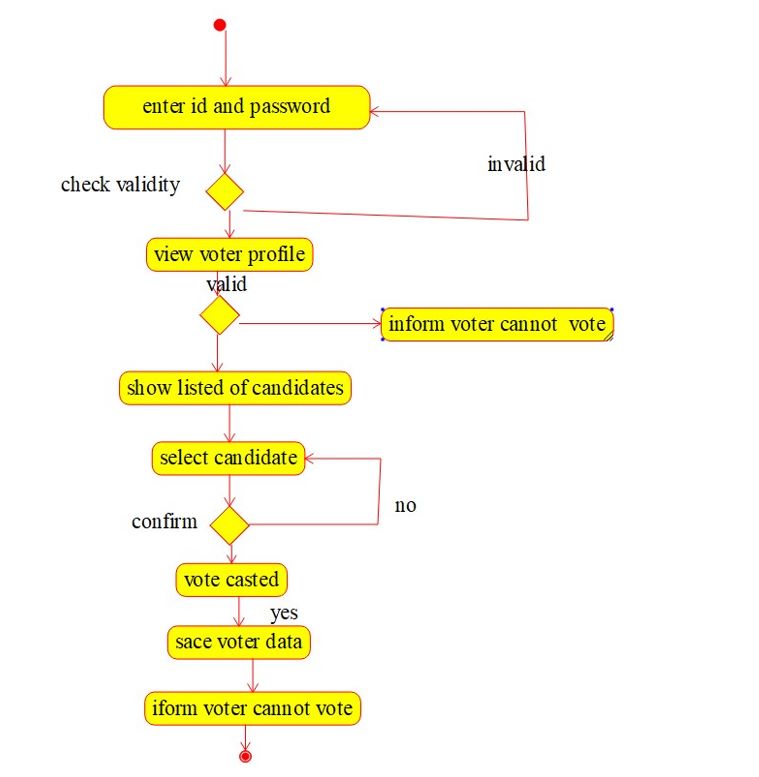 enter id and password
invalid
check validity
view voter profile
valid
inform voter cannot vote
show listed of candidates
select candidate
no
confirm
vote casted
yes
sace voter data
iform voter cannot vote